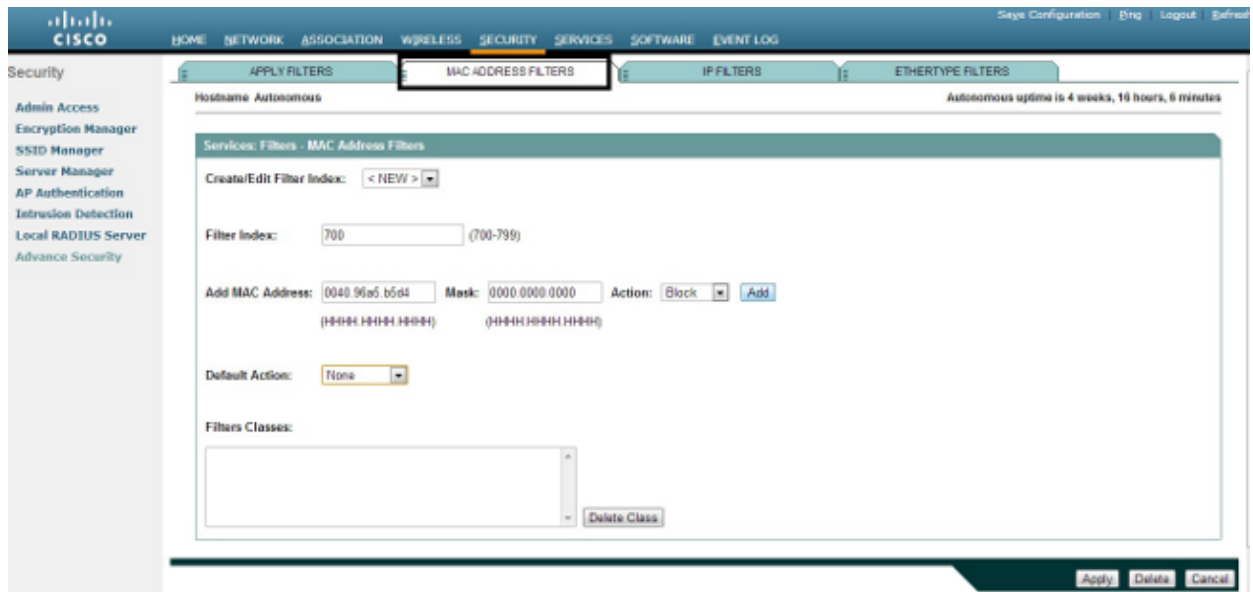 Save Configuration | Ping | Logout | Refresh
CISCO
HOME NETWORK ASSOCIATION WIRELESS SECURITY SERVICES SOFTWARE EVENT LOG
Security
Admin Access
Encryption Manager
SSID Manager
Server Manager
AP Authentication
Intrusion Detection
Local RADIUS Server
Advance Security
APPLY FILTERS MAC ADDRESS FILTERS IP FILTERS ETHERTYPE FILTERS
Hostname Autonomous Autonomous uptime is 4 weeks, 16 hours, 6 minutes
Services: Filters - MAC Address Filters
Create/Edit Filter Index: < NEW >
Filter Index: 700 (700-799)
Add MAC Address: 0040.96a5.b5d4 Mask: 0000.0000.0000 Action: Block Add
(HHHH.HHHH.HHHH) (HHHH.HHHH.HHHH)
Default Action: None
Filters Classes:
Delete Class
Apply Delete Cancel